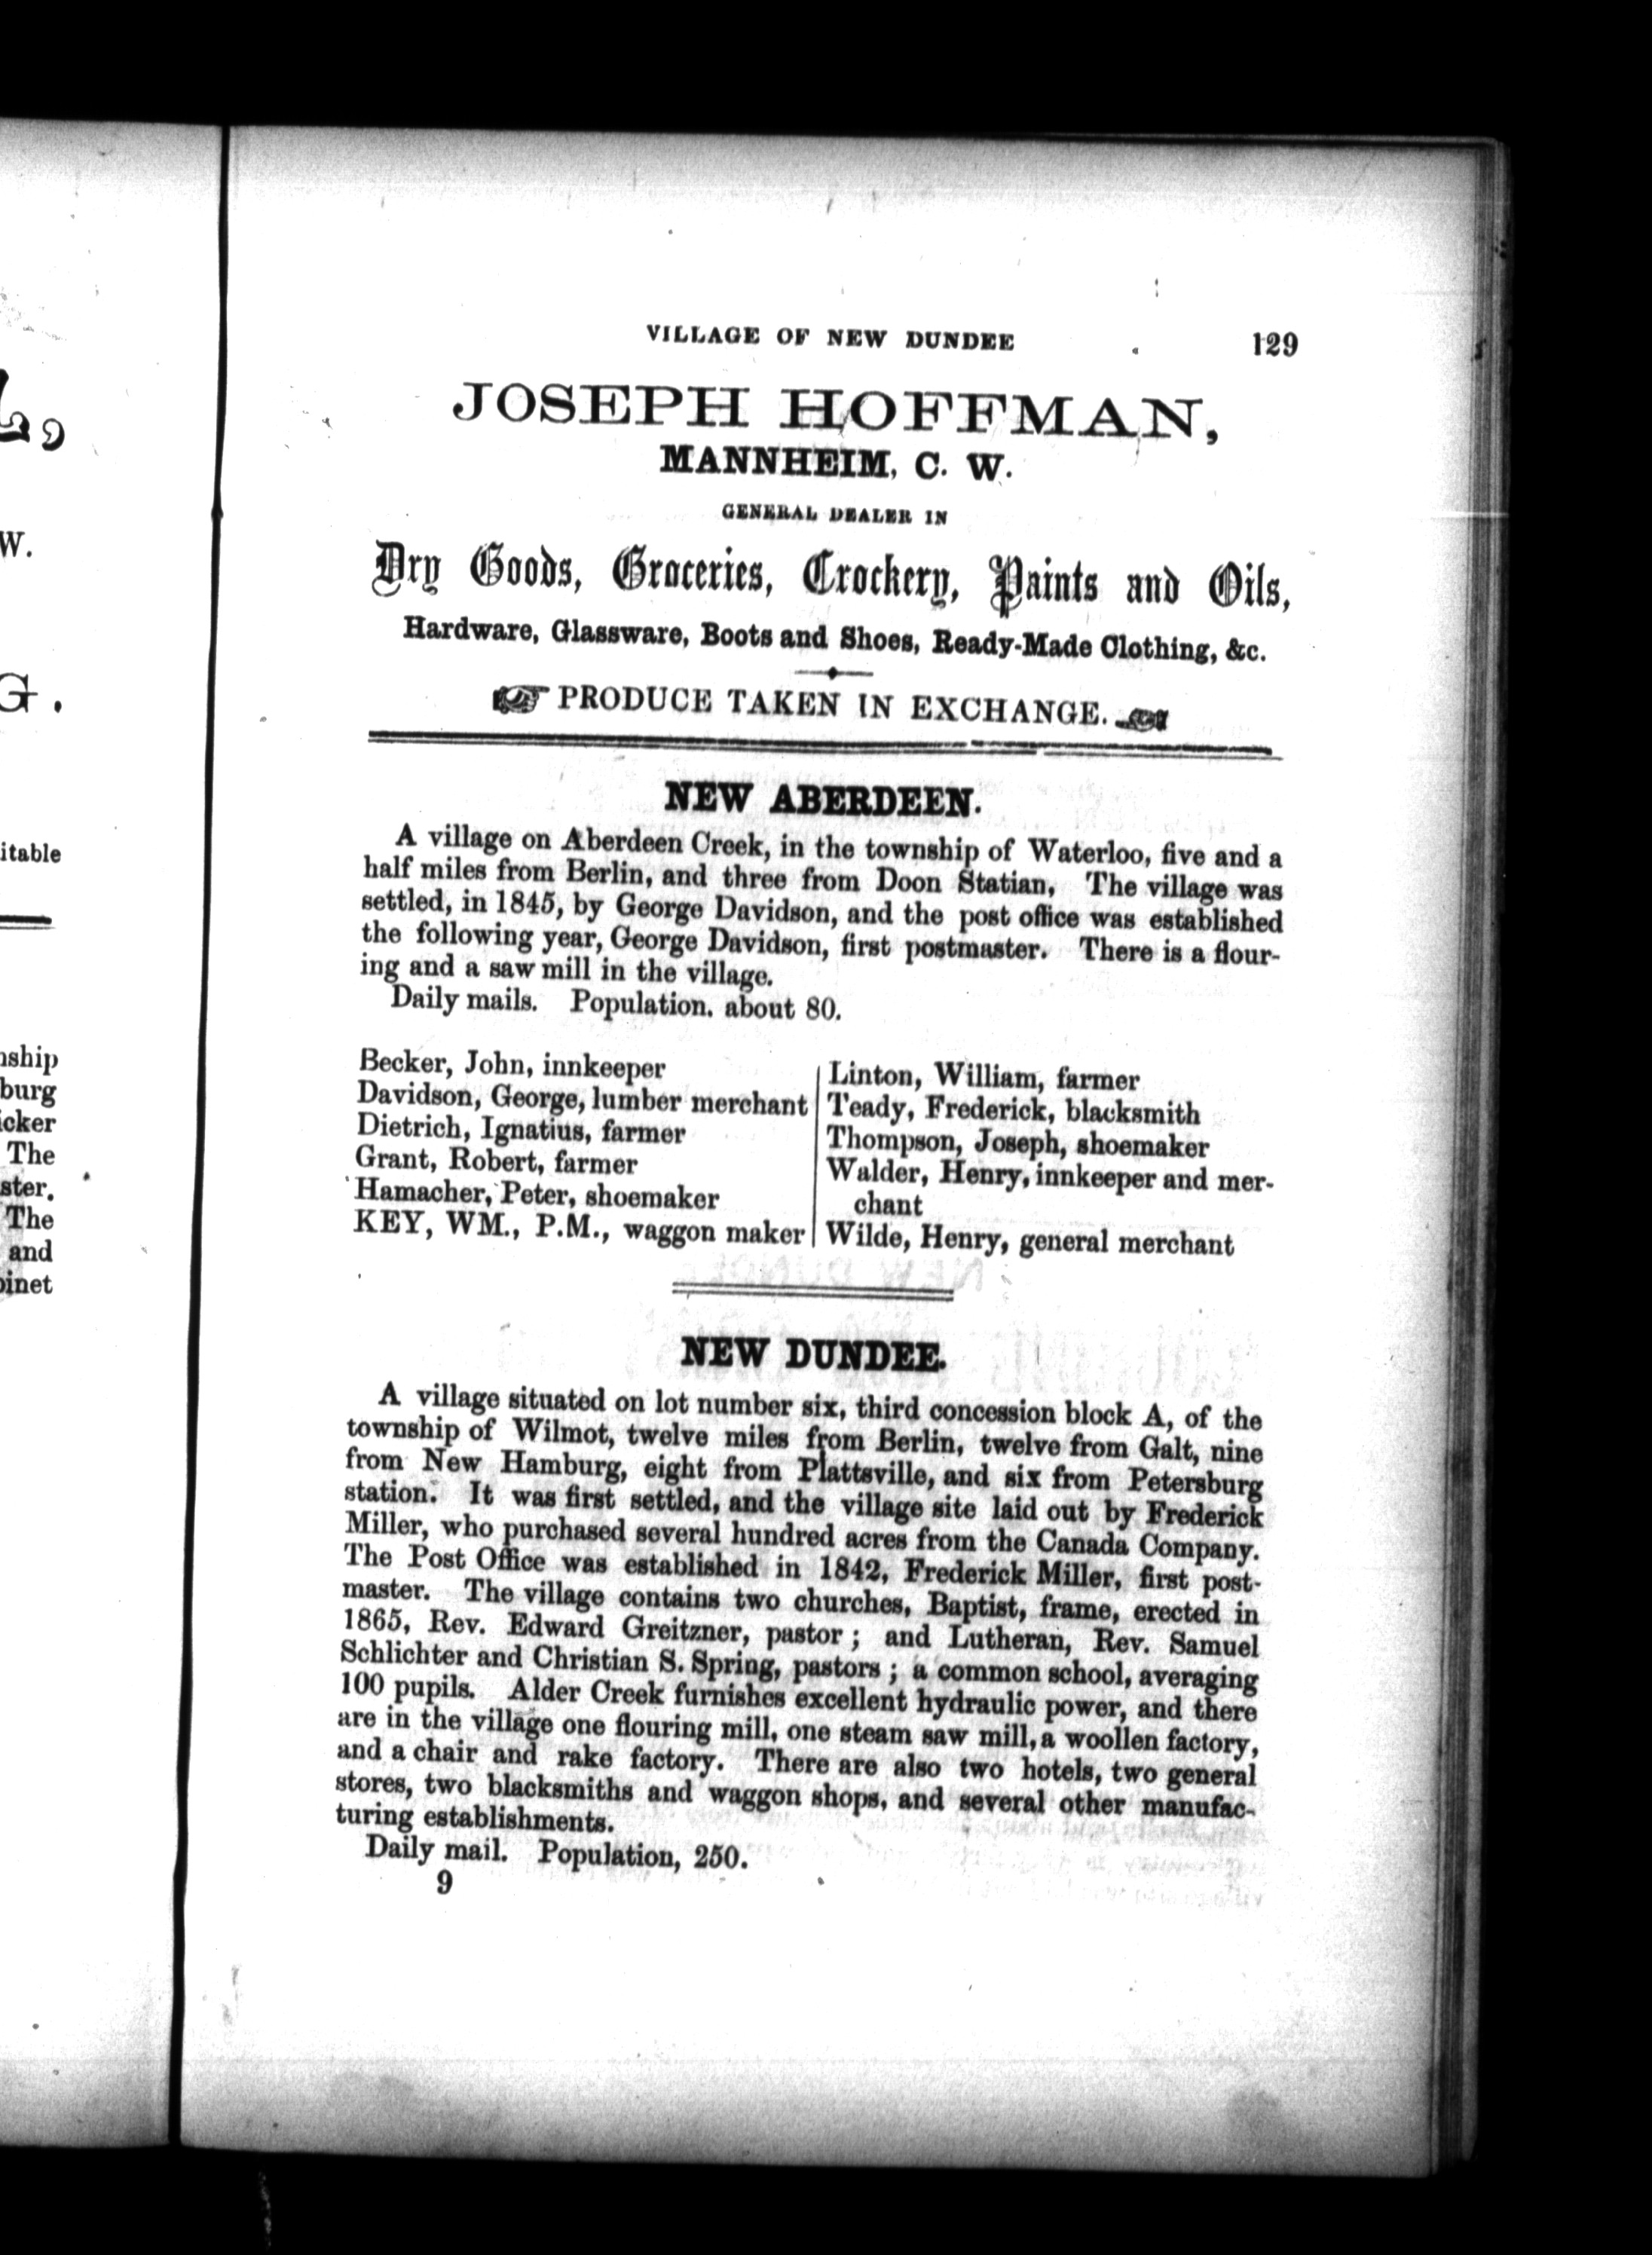 L,
W.
G.
itable
nship
burg
icker
The
ster.
The
and
binet
VILLAGE OF NEW DUNDEE 129
JOSEPH HOFFMAN,
MANNHEIM, C. W.
GENERAL DEALER IN
Dry Goods, Groceries, Crockery, Paints and Oils,
Hardware, Glassware, Boots and Shoes, Ready-Made Clothing, &c.
PRODUCE TAKEN IN EXCHANGE.
NEW ABERDEEN.
A village on Aberdeen Creek, in the township of Waterloo, five and a
half miles from Berlin, and three from Doon Statian, The village was
settled, in 1845, by George Davidson, and the post office was established
the following year, George Davidson, first postmaster. There is a flour-
ing and a saw mill in the village.
Daily mails. Population. about 80.
Becker, John, innkeeper
Davidson, George, lumber merchant
Dietrich, Ignatius, farmer
Grant, Robert, farmer
Hamacher, Peter, shoemaker
KEY, WM., P.M., waggon maker
Linton, William, farmer
Teady, Frederick, blacksmith
Thompson, Joseph, shoemaker
Walder, Henry, innkeeper and mer-
chant
Wilde, Henry, general merchant
NEW DUNDEE.
A village situated on lot number six, third concession block A, of the
township of Wilmot, twelve miles from Berlin, twelve from Galt, nine
from New Hamburg, eight from Plattsville, and six from Petersburg
station. It was first settled, and the village site laid out by Frederick
Miller, who purchased several hundred acres from the Canada Company.
The Post Office was established in 1842, Frederick Miller, first post-
master. The village contains two churches, Baptist, frame, erected in
1865, Rev. Edward Greitzner, pastor; and Lutheran, Rev. Samuel
Schlichter and Christian S. Spring, pastors; a common school, averaging
100 pupils. Alder Creek furnishes excellent hydraulic power, and there
are in the village one flouring mill, one steam saw mill, a woollen factory,
and a chair and rake factory. There are also two hotels, two general
stores, two blacksmiths and waggon shops, and several other manufac-
turing establishments.
Daily mail. Population, 250.
9